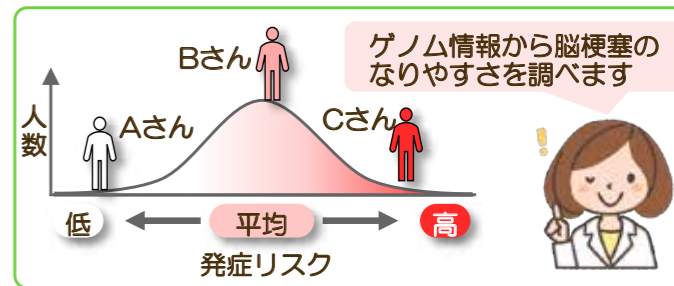 ゲノム情報から脳梗塞の
なりやすさを調べます
Bさん
Aさん
Cさん
人数
低
平均
高
発症リスク